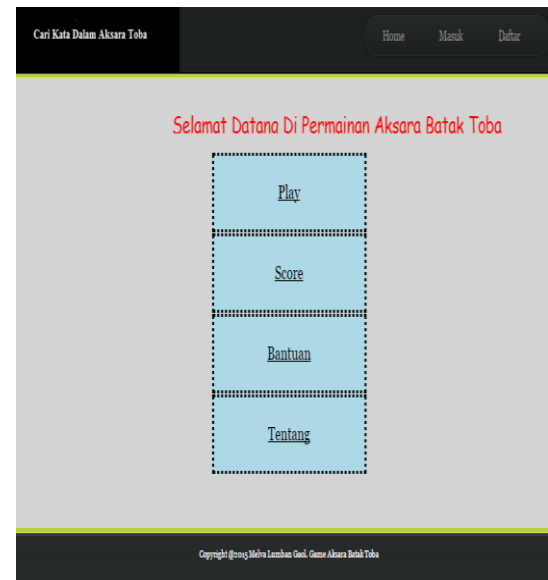 Cari Kata Dalam Aksara Toba
Home Masuk Daftar
Selamat Datana Di Permainan Aksara Batak Toba
Play
Score
Bantuan
Tentang
Copyright @2015 Melva Lumban Gaol. Game Aksara Batak Toba